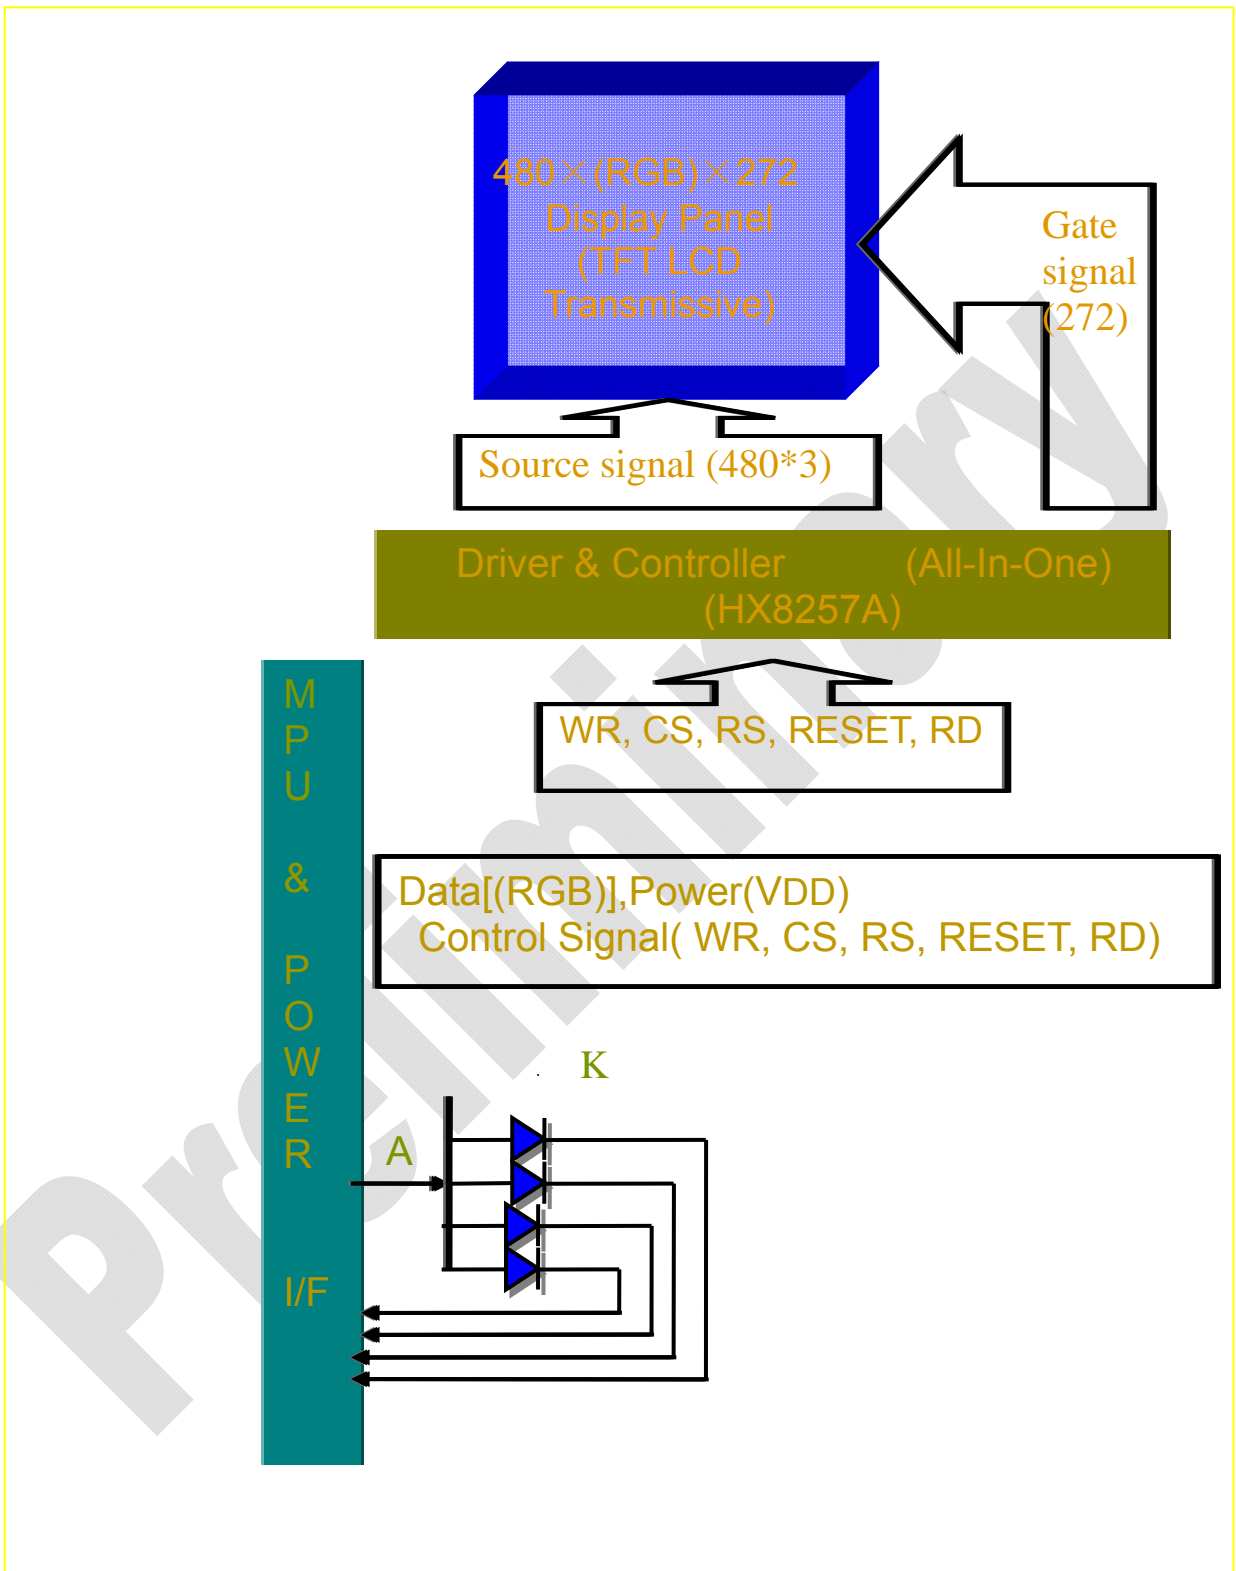 480×(RGB)×272
Display Panel
(TFT LCD
Transmissive)
Gate
signal
(272)
Source signal (480*3)
Driver & Controller (All-In-One)
(HX8257A)
WR, CS, RS, RESET, RD
Data[(RGB)],Power(VDD)
Control Signal( WR, CS, RS, RESET, RD)
M
P
U
&
P
O
W
E
R
I/F
K
A
Preliminary